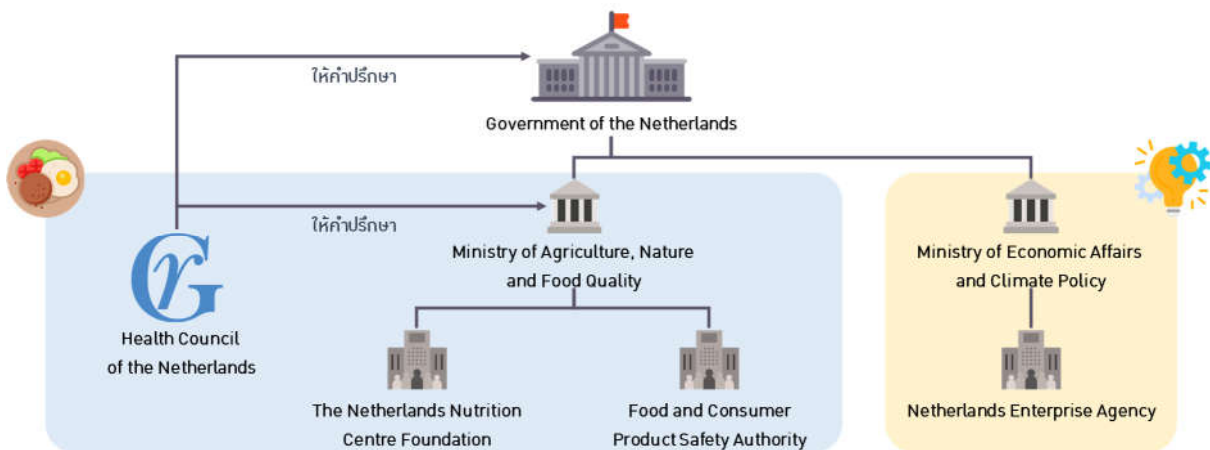 ให้คำปรึกษา
Government of the Netherlands
ให้คำปรึกษา
Ministry of Agriculture, Nature
and Food Quality
Ministry of Economic Affairs
and Climate Policy
Gr
Health Council
of the Netherlands
The Netherlands Nutrition
Centre Foundation
Food and Consumer
Product Safety Authority
Netherlands Enterprise Agency